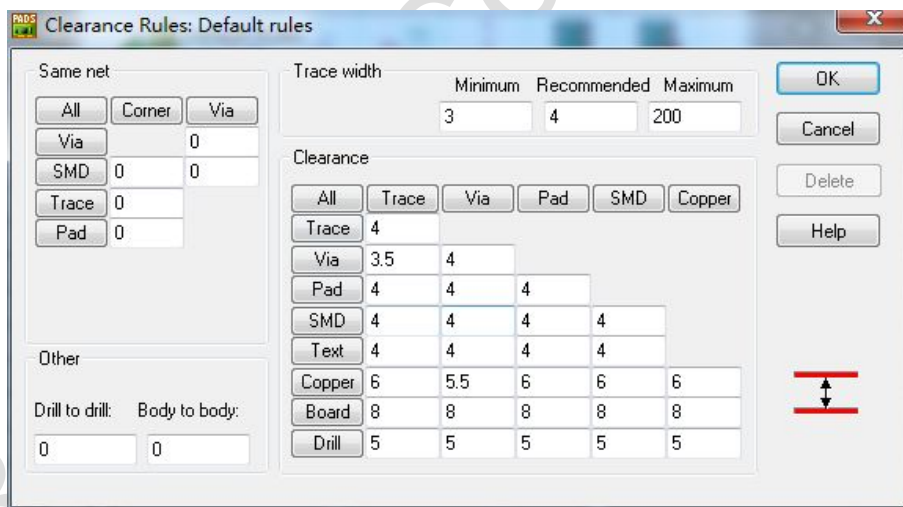 PADS Clearance Rules: Default rules
Same net
All Corner Via
Via 0
SMD 0 0
Trace 0
Pad 0
Trace width
Minimum Recommended Maximum
3 4 200
Clearance
All Trace Via Pad SMD Copper
Trace 4
Via 3.5 4
Pad 4 4 4
SMD 4 4 4 4
Text 4 4 4 4
Copper 6 5.5 6 6 6
Board 8 8 8 8 8
Drill 5 5 5 5 5
Other
Drill to drill: Body to body:
0 0
OK
Cancel
Delete
Help